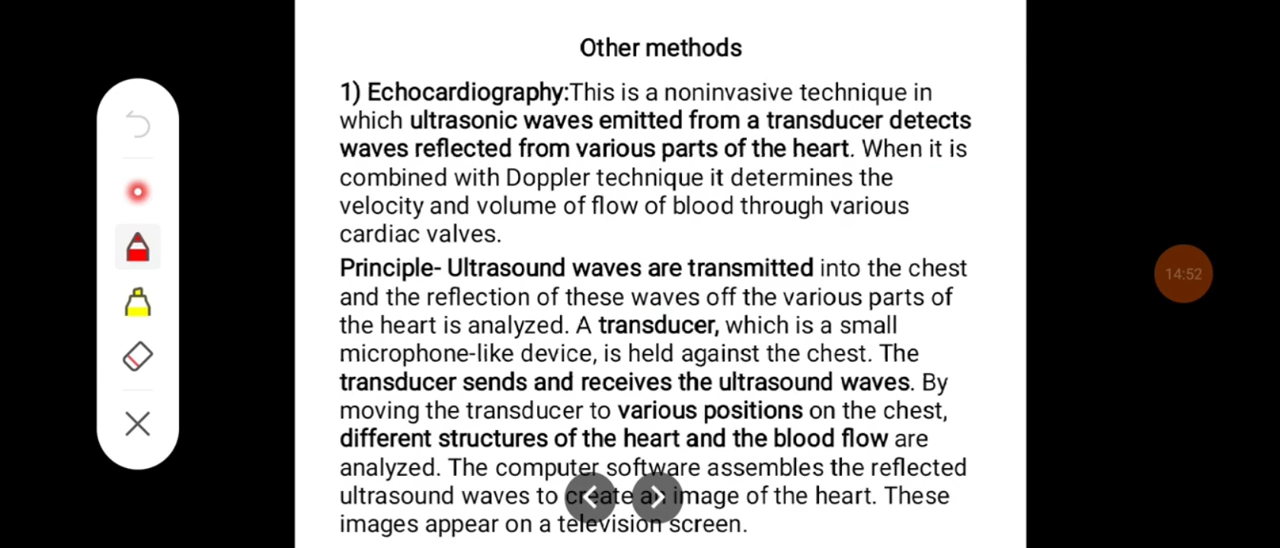 Other methods
1) Echocardiography:This is a noninvasive technique in
which ultrasonic waves emitted from a transducer detects
waves reflected from various parts of the heart. When it is
combined with Doppler technique it determines the
velocity and volume of flow of blood through various
cardiac valves.
Principle- Ultrasound waves are transmitted into the chest
and the reflection of these waves off the various parts of
the heart is analyzed. A transducer, which is a small
microphone-like device, is held against the chest. The
transducer sends and receives the ultrasound waves. By
moving the transducer to various positions on the chest,
different structures of the heart and the blood flow are
analyzed. The computer software assembles the reflected
ultrasound waves to create an image of the heart. These
images appear on a television screen.
14:52